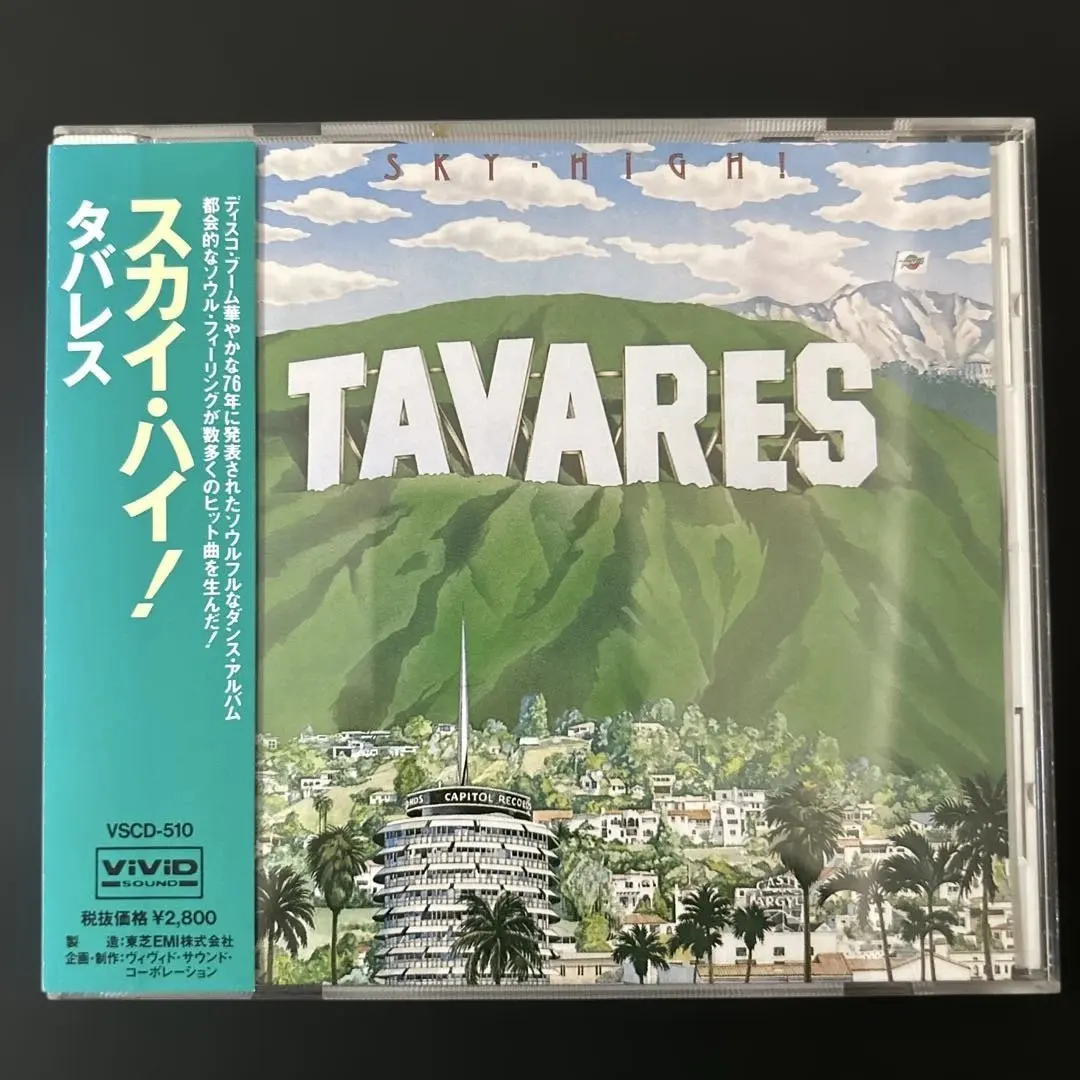 スカイ・ハイ!
タバレス
ディスコ・ブーム華やかな76年に発表されたソウルフルなダンス・アルバム
都会的なソウル・フィーリングが数多くのヒット曲を生んだ!
VSCD-510
ViViD
SOUND
税抜価格¥2,800
製 造:東芝EMI株式会社
企画・制作:ヴィヴィド・サウンド・
コーポレーション
SKY·HiGH!
TAVARES
CAPITOL RECORDS